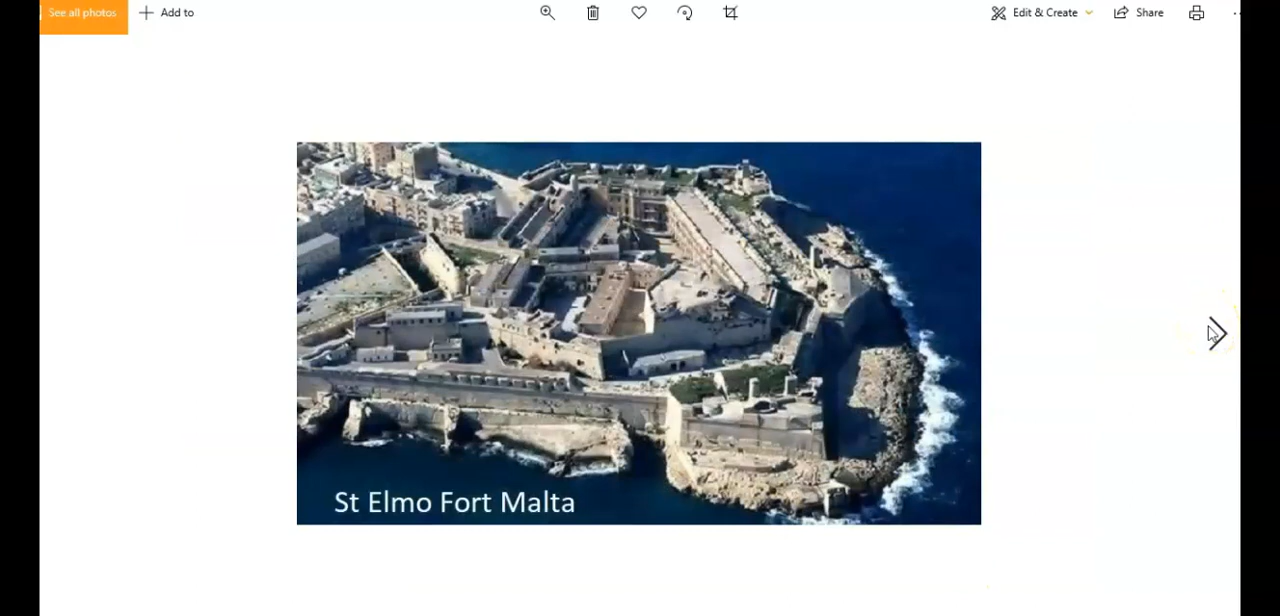 See all photos
Add to
Edit & Create
Share
St Elmo Fort Malta